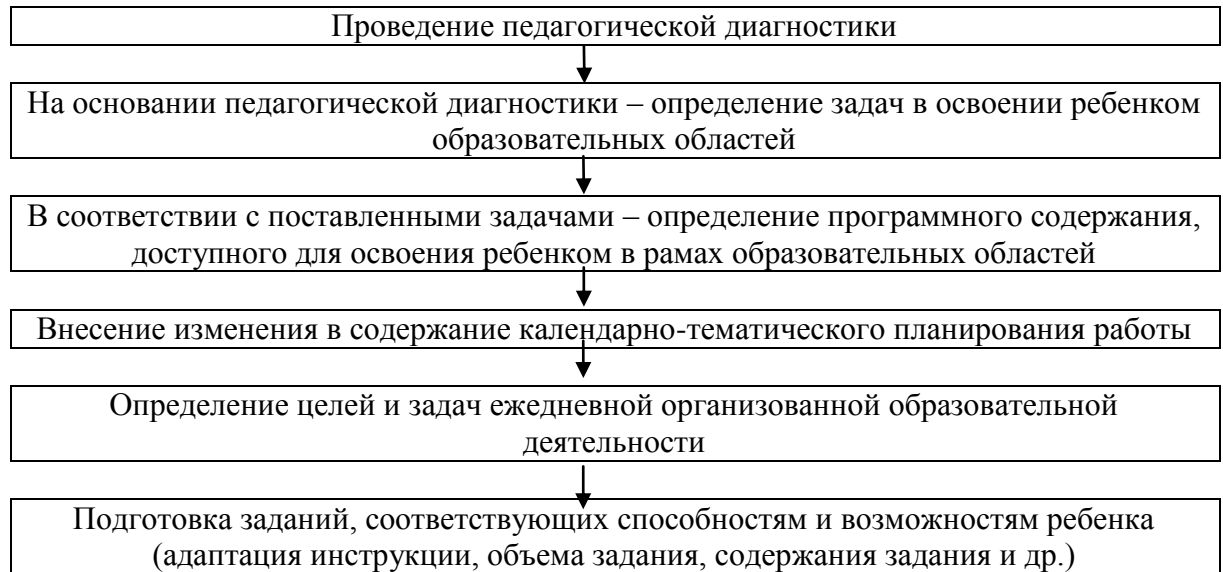 Проведение педагогической диагностики
На основании педагогической диагностики – определение задач в освоении ребенком
образовательных областей
В соответствии с поставленными задачами – определение программного содержания,
доступного для освоения ребенком в рамах образовательных областей
Внесение изменения в содержание календарно-тематического планирования работы
Определение целей и задач ежедневной организованной образовательной
деятельности
Подготовка заданий, соответствующих способностям и возможностям ребенка
(адаптация инструкции, объема задания, содержания задания и др.)